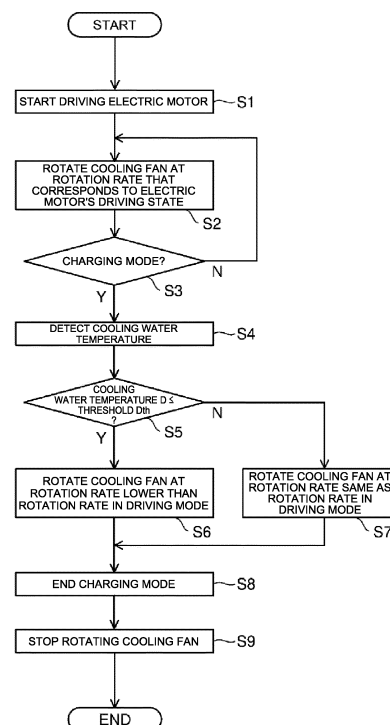 START
START DRIVING ELECTRIC MOTOR
S1
ROTATE COOLING FAN AT
ROTATION RATE THAT
CORRESPONDS TO ELECTRIC
MOTOR'S DRIVING STATE
S2
CHARGING MODE?
N
S3
Y
DETECT COOLING WATER
TEMPERATURE
S4
COOLING
WATER TEMPERATURE D ≤
THRESHOLD Dth
?
N
S5
Y
ROTATE COOLING FAN AT
ROTATION RATE LOWER THAN
ROTATION RATE IN DRIVING MODE
S6
ROTATE COOLING FAN AT
ROTATION RATE SAME AS
ROTATION RATE IN
DRIVING MODE
S7
END CHARGING MODE
S8
STOP ROTATING COOLING FAN
S9
END